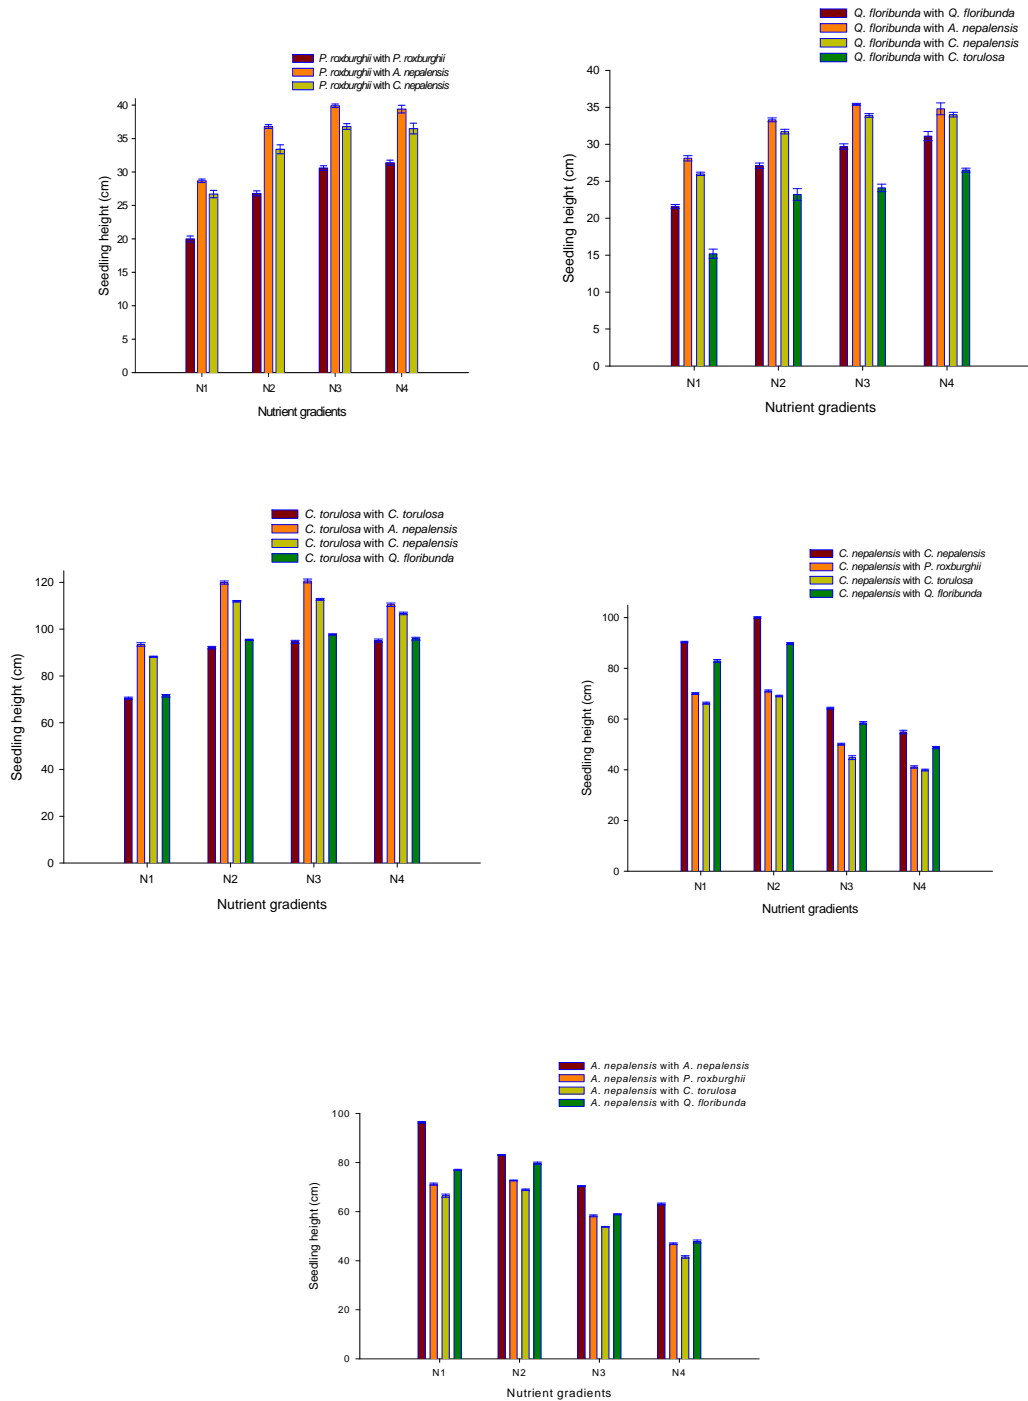 P. roxburghii with P. roxburghii
P. roxburghii with A. nepalensis
P. roxburghii with C. nepalensis
40
35
30
25
20
15
10
5
0
Seedling height (cm)
N1 N2 N3 N4
Nutrient gradients
Q. floribunda with Q. floribunda
Q. floribunda with A. nepalensis
Q. floribunda with C. nepalensis
Q. floribunda with C. torulosa
40
35
30
25
20
15
10
5
0
Seedling height (cm)
N1 N2 N3 N4
Nutrient gradients
C. torulosa with C. torulosa
C. torulosa with A. nepalensis
C. torulosa with C. nepalensis
C. torulosa with Q. floribunda
120
100
80
60
40
20
0
Seedling height (cm)
N1 N2 N3 N4
Nutrient gradients
C. nepalensis with C. nepalensis
C. nepalensis with P. roxburghii
C. nepalensis with C. torulosa
C. nepalensis with Q. floribunda
100
80
60
40
20
0
Seedling height (cm)
N1 N2 N3 N4
Nutrient gradients
A. nepalensis with A. nepalensis
A. nepalensis with P. roxburghii
A. nepalensis with C. torulosa
A. nepalensis with Q. floribunda
100
80
60
40
20
0
Seedling height (cm)
N1 N2 N3 N4
Nutrient gradients